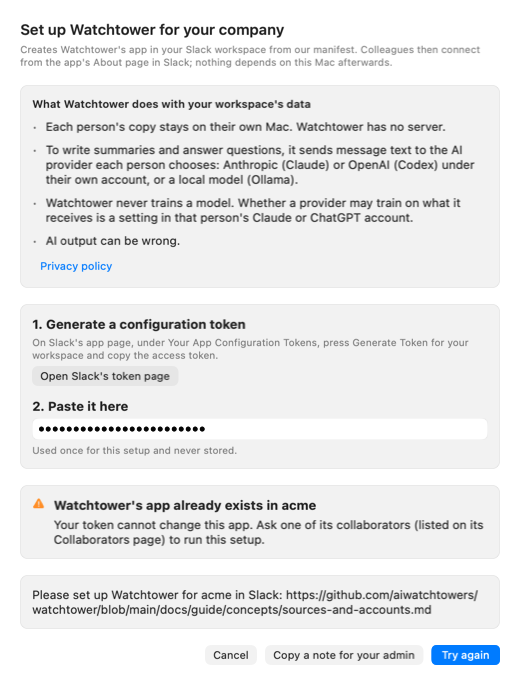 Set up Watchtower for your company
Creates Watchtower's app in your Slack workspace from our manifest. Colleagues then connect
from the app's About page in Slack; nothing depends on this Mac afterwards.
What Watchtower does with your workspace's data
· Each person's copy stays on their own Mac. Watchtower has no server.
· To write summaries and answer questions, it sends message text to the AI
provider each person chooses: Anthropic (Claude) or OpenAI (Codex) under
their own account, or a local model (Ollama).
· Watchtower never trains a model. Whether a provider may train on what it
receives is a setting in that person's Claude or ChatGPT account.
· AI output can be wrong.
Privacy policy
1. Generate a configuration token
On Slack's app page, under Your App Configuration Tokens, press Generate Token for your
workspace and copy the access token.
Open Slack's token page
2. Paste it here
••••••••••••••••••••••••
Used once for this setup and never stored.
Watchtower's app already exists in acme
Your token cannot change this app. Ask one of its collaborators (listed on its
Collaborators page) to run this setup.
Please set up Watchtower for acme in Slack: https://github.com/aiwatchtowers/
watchtower/blob/main/docs/guide/concepts/sources-and-accounts.md
Cancel
Copy a note for your admin
Try again